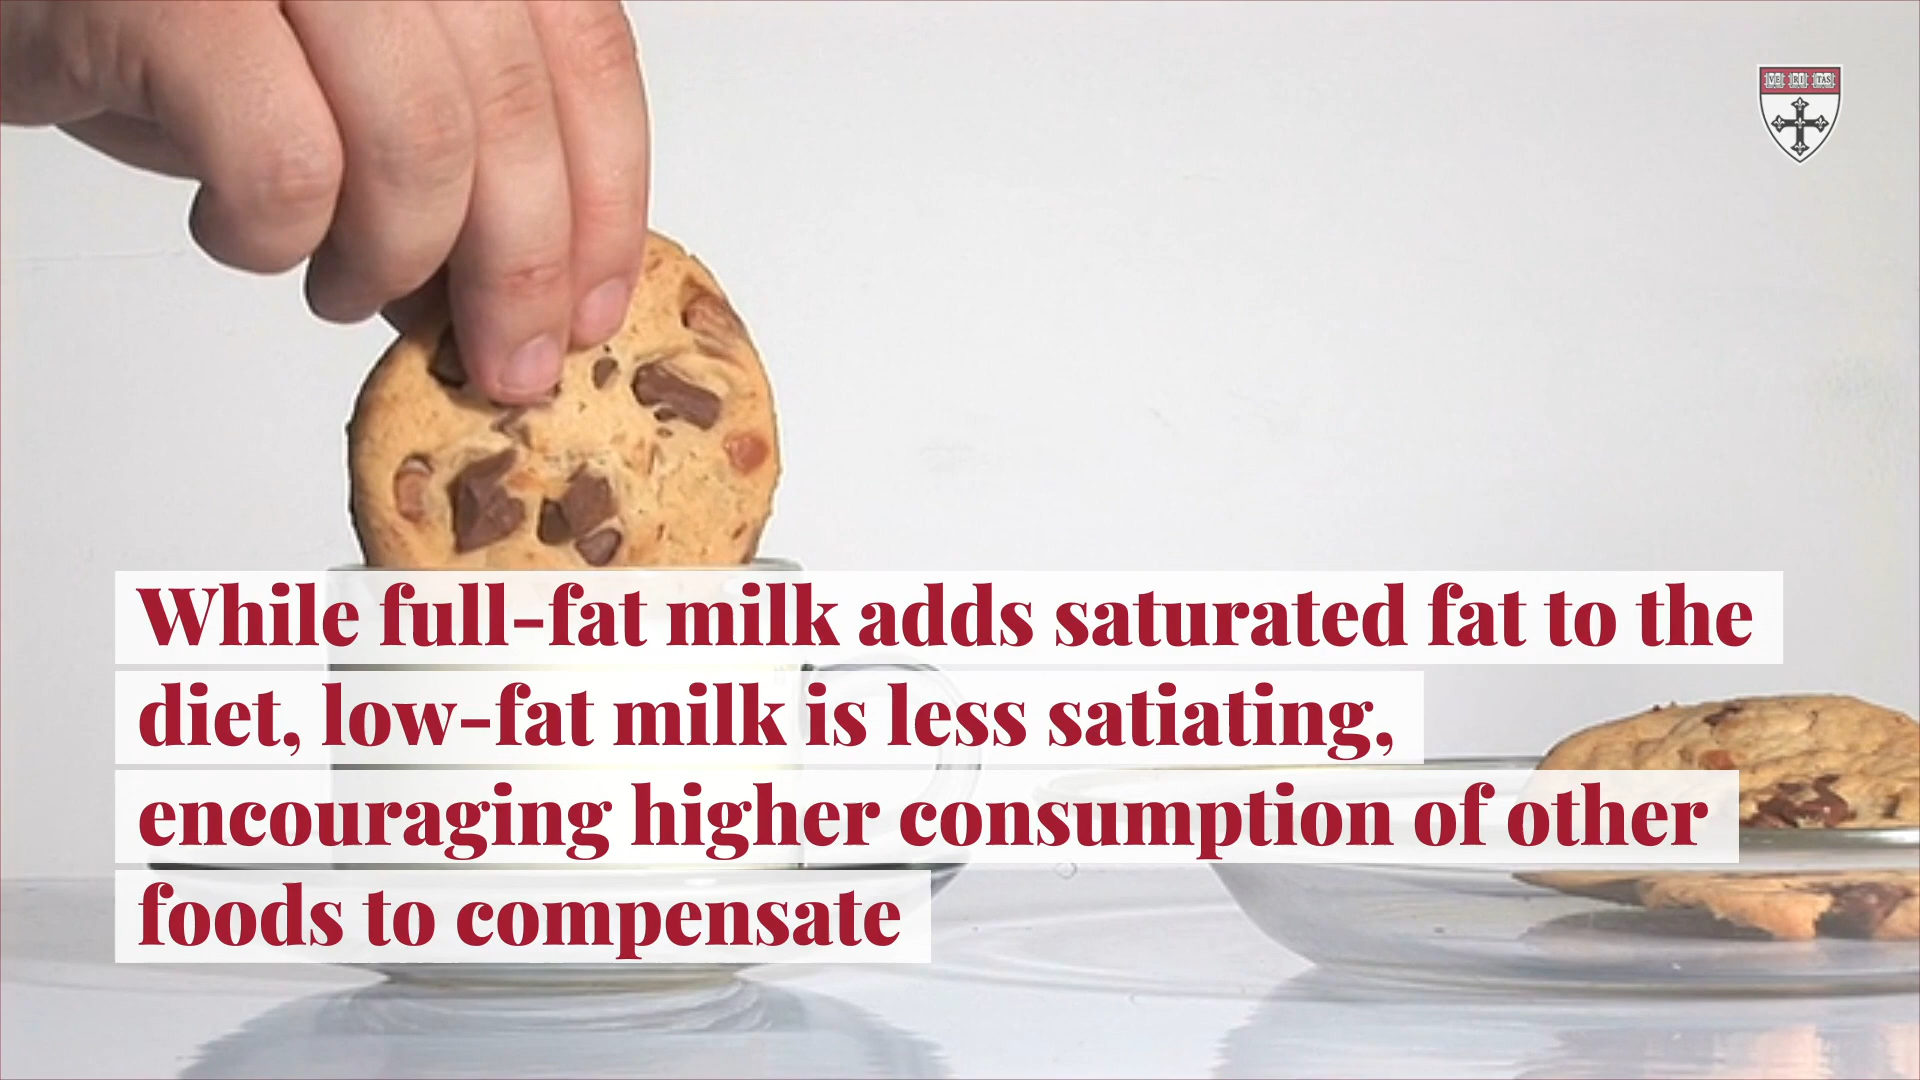 VE RI TAS
While full-fat milk adds saturated fat to the
diet, low-fat milk is less satiating,
encouraging higher consumption of other
foods to compensate